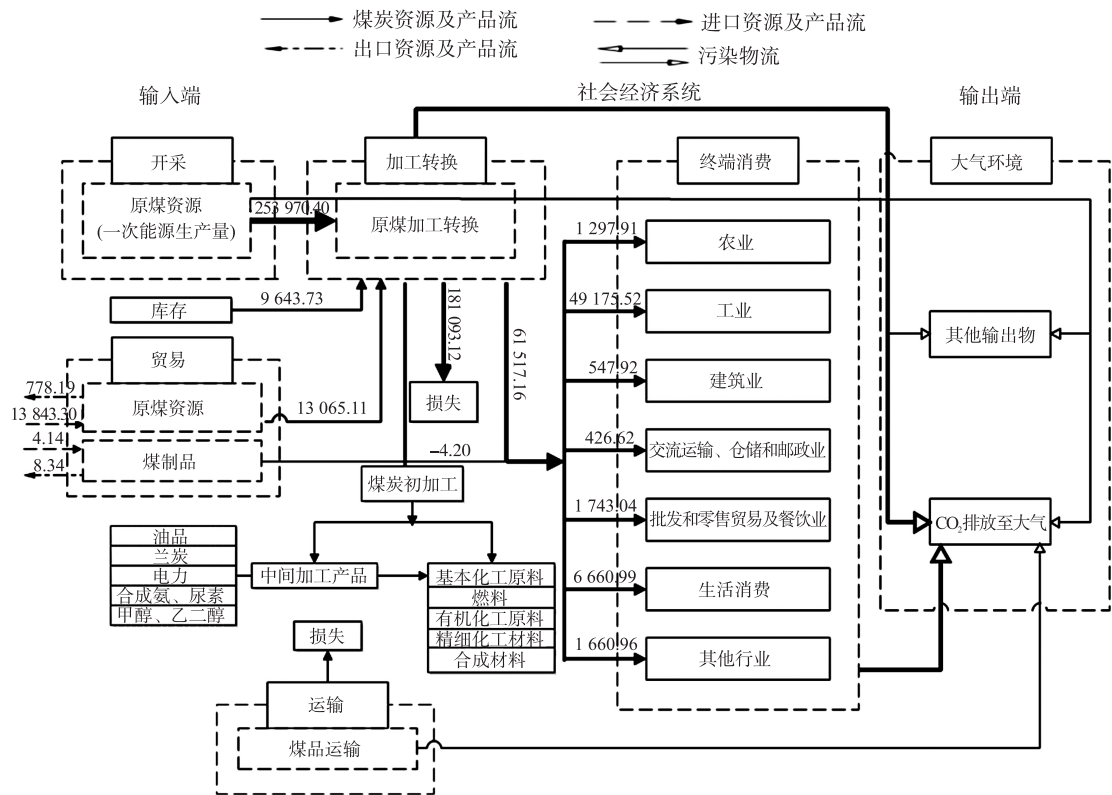 煤炭资源及产品流
进口资源及产品流
出口资源及产品流
污染物流
输入端
社会经济系统
输出端
开采
加工转换
终端消费
大气环境
原煤资源
(一次能源生产量)
253 970.40
原煤加工转换
1 297.91
农业
库存
9 643.73
181 093.12
61 517.16
49 175.52
工业
其他输出物
贸易
778.19
原煤资源
13 843.30
13 065.11
损失
547.92
建筑业
4.14
煤制品
8.34
-4.20
426.62
交流运输、仓储和邮政业
煤炭初加工
1 743.04
批发和零售贸易及餐饮业
CO₂排放至大气
油品
兰炭
电力
合成氨、尿素
甲醇、乙二醇
中间加工产品
基本化工原料
燃料
有机化工原料
精细化工材料
合成材料
6 660.99
生活消费
损失
1 660.96
其他行业
运输
煤品运输